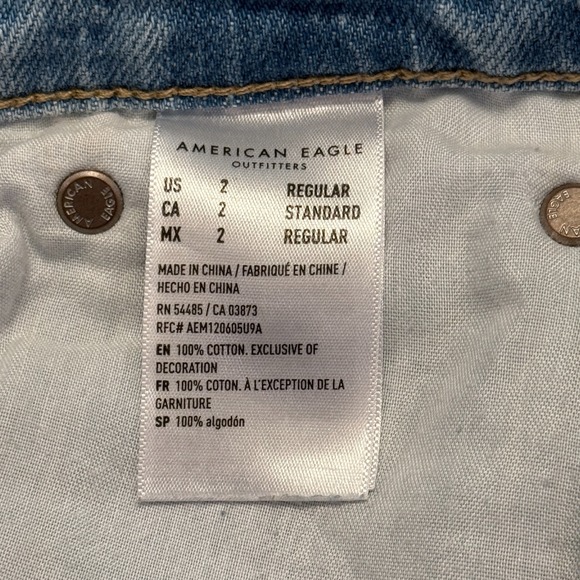 AMERICAN EAGLE
OUTFITTERS
US 2 REGULAR
CA 2 STANDARD
MX 2 REGULAR
MADE IN CHINA / FABRIQUÉ EN CHINE /
HECHO EN CHINA
RN 54485 / CA 03873
RFC# AEM120605U9A
EN 100% COTTON. EXCLUSIVE OF
DECORATION
FR 100% COTON. À L'EXCEPTION DE LA
GARNITURE
SP 100% algodón
AMERICAN EAGLE